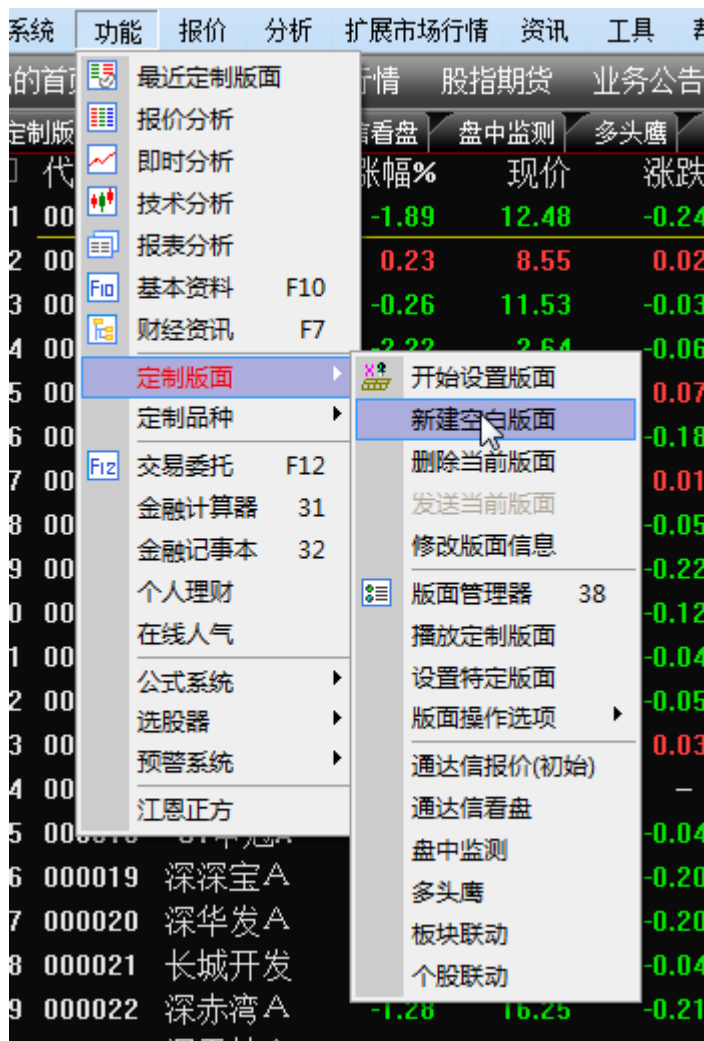 系统 功能 报价 分析 扩展市场行情 资讯 工具
的首 行情 股指期货 业务公告
定制版 信看盘 盘中监测 多头鹰
代 涨幅% 现价 涨跌
1 00 -1.89 12.48 -0.24
2 00 0.23 8.55 0.02
3 00 -0.26 11.53 -0.03
4 00 -2.22 2.64 -0.06
5 00 0.07
6 00 -0.18
7 00 0.01
8 00 -0.05
9 00 -0.22
0 00 -0.12
1 00 -0.04
2 00 -0.05
3 00 0.03
4 00 –
5 00 -0.04
6 000019 深深宝A -0.20
7 000020 深华发A -0.20
8 000021 长城开发 -0.04
9 000022 深赤湾A -1.28 16.25 -0.21
最近定制版面
报价分析
即时分析
技术分析
报表分析
F10 基本资料 F10
财经资讯 F7
定制版面
定制品种
F12 交易委托 F12
金融计算器 31
金融记事本 32
个人理财
在线人气
公式系统
选股器
预警系统
江恩正方
开始设置版面
新建空白版面
删除当前版面
发送当前版面
修改版面信息
版面管理器 38
播放定制版面
设置特定版面
版面操作选项
通达信报价(初始)
通达信看盘
盘中监测
多头鹰
板块联动
个股联动